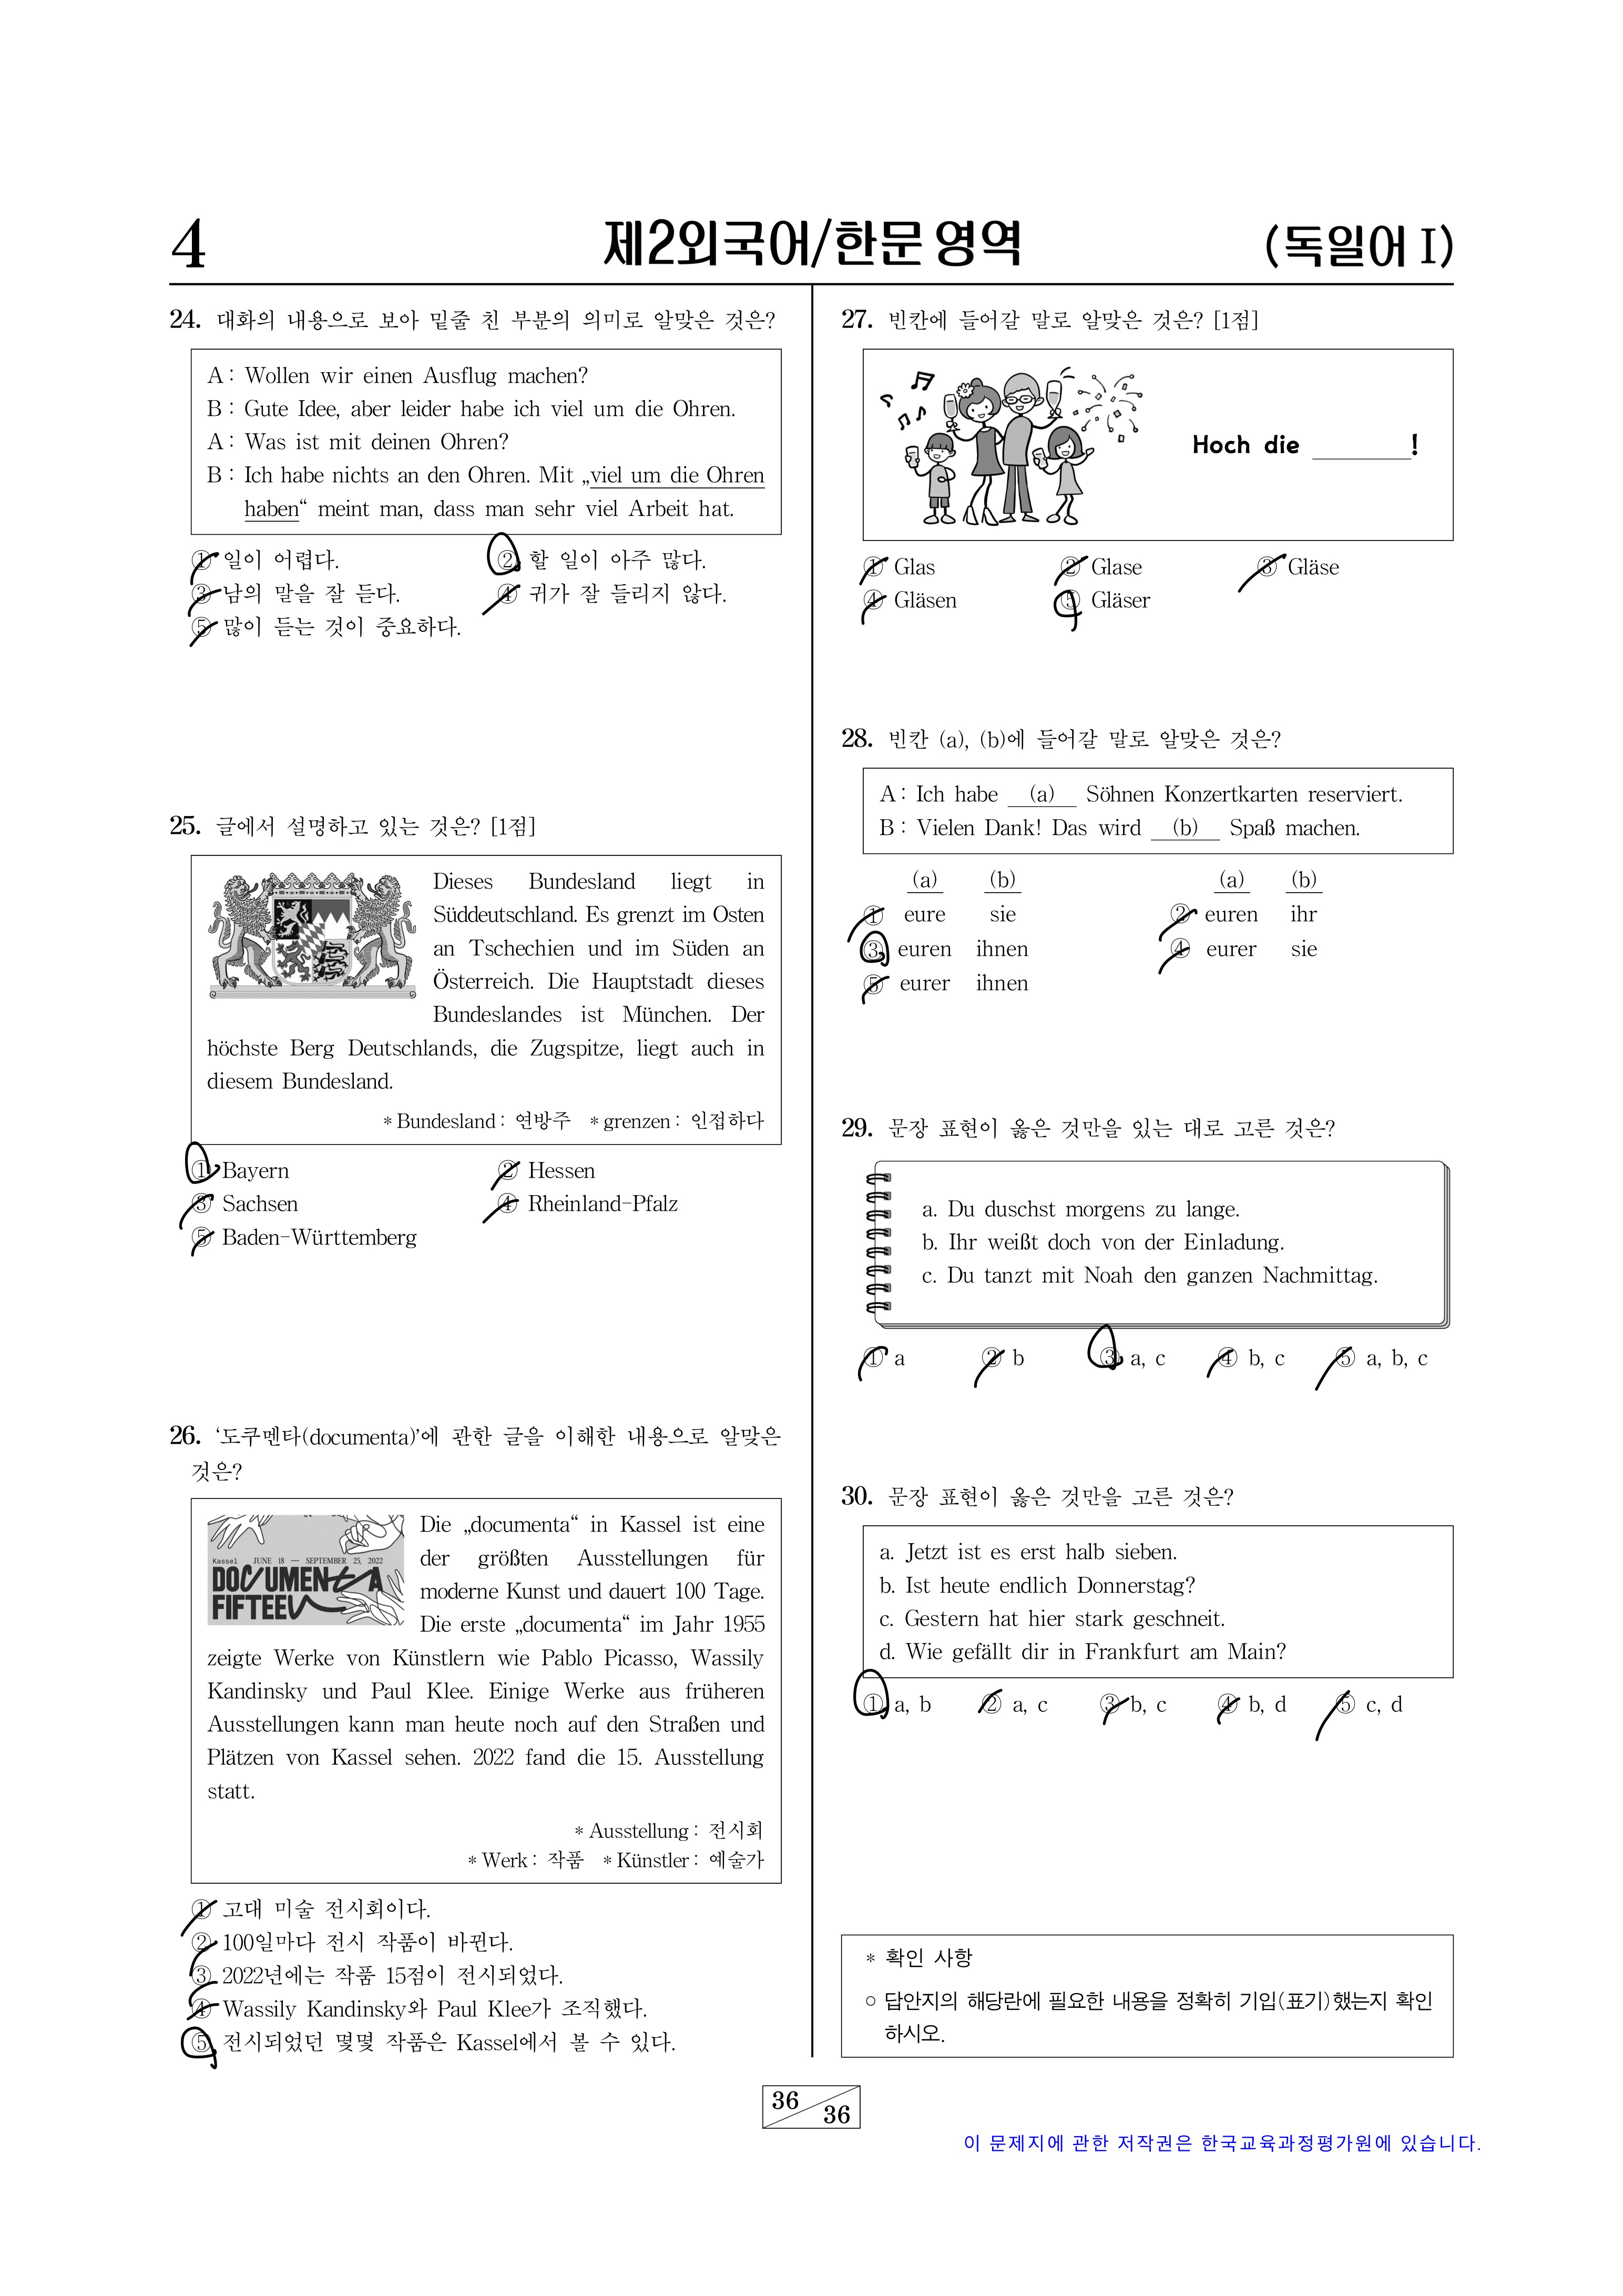 4
제2외국어/한문 영역
(독일어 Ⅰ)
24. 대화의 내용으로 보아 밑줄 친 부분의 의미로 알맞은 것은?
A : Wollen wir einen Ausflug machen?
B : Gute Idee, aber leider habe ich viel um die Ohren.
A : Was ist mit deinen Ohren?
B : Ich habe nichts an den Ohren. Mit „viel um die Ohren
haben“ meint man, dass man sehr viel Arbeit hat.
① 일이 어렵다. ② 할 일이 아주 많다.
③ 남의 말을 잘 듣다. ④ 귀가 잘 들리지 않다.
⑤ 많이 듣는 것이 중요하다.
25. 글에서 설명하고 있는 것은? [1점]
Dieses Bundesland liegt in
Süddeutschland. Es grenzt im Osten
an Tschechien und im Süden an
Österreich. Die Hauptstadt dieses
Bundeslandes ist München. Der
höchste Berg Deutschlands, die Zugspitze, liegt auch in
diesem Bundesland.
* Bundesland : 연방주 * grenzen : 인접하다
① Bayern ② Hessen
③ Sachsen ④ Rheinland-Pfalz
⑤ Baden-Württemberg
26. ‘도쿠멘타(documenta)’에 관한 글을 이해한 내용으로 알맞은
것은?
Kassel JUNE 18 — SEPTEMBER 25, 2022
DOCUMENTA
FIFTEEN
Die „documenta“ in Kassel ist eine
der größten Ausstellungen für
moderne Kunst und dauert 100 Tage.
Die erste „documenta“ im Jahr 1955
zeigte Werke von Künstlern wie Pablo Picasso, Wassily
Kandinsky und Paul Klee. Einige Werke aus früheren
Ausstellungen kann man heute noch auf den Straßen und
Plätzen von Kassel sehen. 2022 fand die 15. Ausstellung
statt.
* Ausstellung : 전시회
* Werk : 작품 * Künstler : 예술가
① 고대 미술 전시회이다.
② 100일마다 전시 작품이 바뀐다.
③ 2022년에는 작품 15점이 전시되었다.
④ Wassily Kandinsky와 Paul Klee가 조직했다.
⑤ 전시되었던 몇몇 작품은 Kassel에서 볼 수 있다.
27. 빈칸에 들어갈 말로 알맞은 것은? [1점]
Hoch die ________!
① Glas ② Glase ③ Gläse
④ Gläsen ⑤ Gläser
28. 빈칸 (a), (b)에 들어갈 말로 알맞은 것은?
A : Ich habe (a) Söhnen Konzertkarten reserviert.
B : Vielen Dank! Das wird (b) Spaß machen.
(a) (b) (a) (b)
① eure sie ② euren ihr
③ euren ihnen ④ eurer sie
⑤ eurer ihnen
29. 문장 표현이 옳은 것만을 있는 대로 고른 것은?
a. Du duschst morgens zu lange.
b. Ihr weißt doch von der Einladung.
c. Du tanzt mit Noah den ganzen Nachmittag.
① a ② b ③ a, c ④ b, c ⑤ a, b, c
30. 문장 표현이 옳은 것만을 고른 것은?
a. Jetzt ist es erst halb sieben.
b. Ist heute endlich Donnerstag?
c. Gestern hat hier stark geschneit.
d. Wie gefällt dir in Frankfurt am Main?
① a, b ② a, c ③ b, c ④ b, d ⑤ c, d
* 확인 사항
○ 답안지의 해당란에 필요한 내용을 정확히 기입(표기)했는지 확인
하시오.
36
36
이 문제지에 관한 저작권은 한국교육과정평가원에 있습니다.